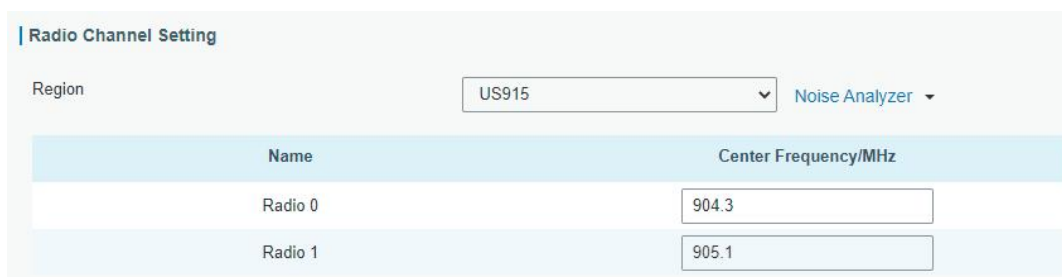 Radio Channel Setting
Region US915 Noise Analyzer
Name Center Frequency/MHz
Radio 0 904.3
Radio 1 905.1